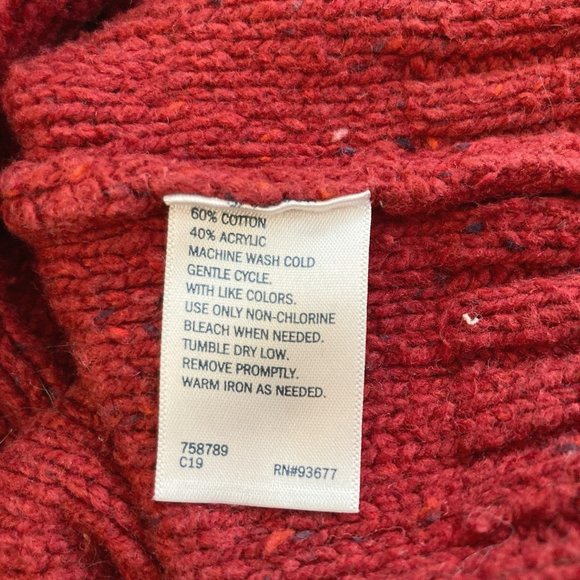 60% COTTON
40% ACRYLIC
MACHINE WASH COLD
GENTLE CYCLE.
WITH LIKE COLORS.
USE ONLY NON-CHLORINE
BLEACH WHEN NEEDED.
TUMBLE DRY LOW.
REMOVE PROMPTLY.
WARM IRON AS NEEDED.
758789
C19 RN#93677